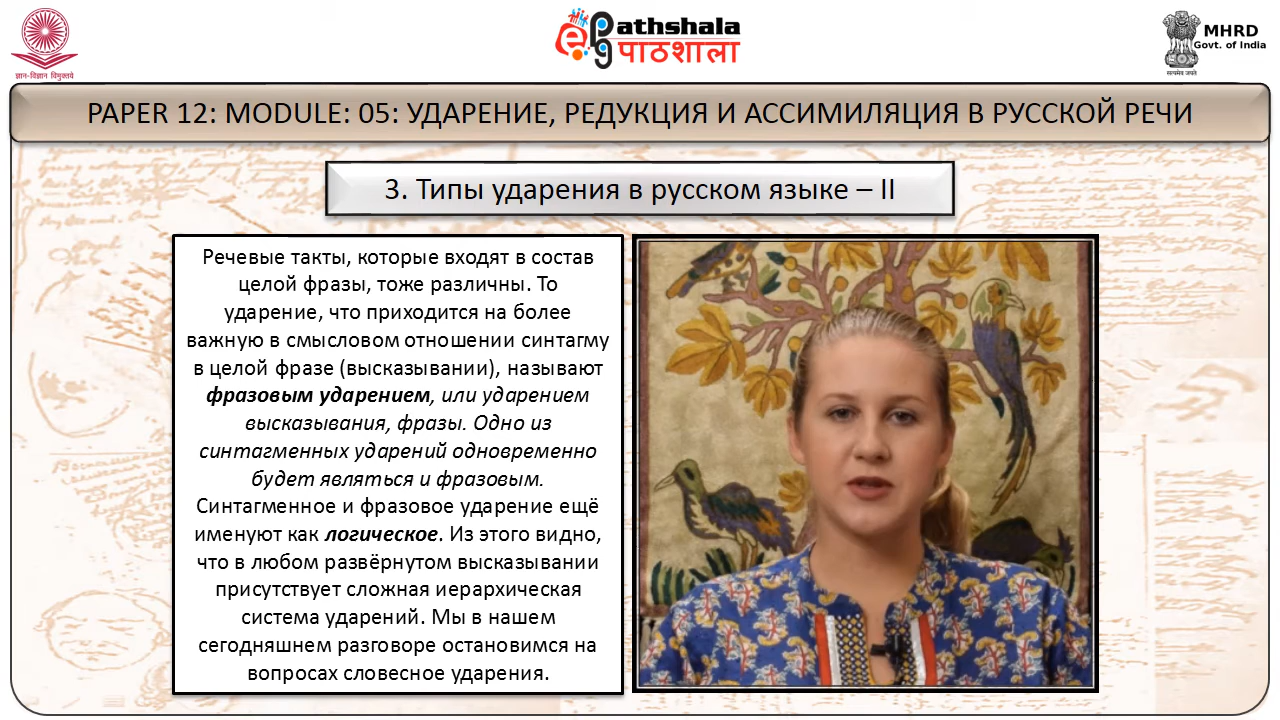 ज्ञान-विज्ञान विमुक्तये
epg Pathshala
पाठशाला
MHRD
Govt. of India
सत्यमेव जयते
PAPER 12: MODULE: 05: УДАРЕНИЕ, РЕДУКЦИЯ И АССИМИЛЯЦИЯ В РУССКОЙ РЕЧИ
3. Типы ударения в русском языке – II
Речевые такты, которые входят в состав
целой фразы, тоже различны. То
ударение, что приходится на более
важную в смысловом отношении синтагму
в целой фразе (высказывании), называют
фразовым ударением, или ударением
высказывания, фразы. Одно из
синтагменных ударений одновременно
будет являться и фразовым.
Синтагменное и фразовое ударение ещё
именуют как логическое. Из этого видно,
что в любом развёрнутом высказывании
присутствует сложная иерархическая
система ударений. Мы в нашем
сегодняшнем разговоре остановимся на
вопросах словесное ударения.